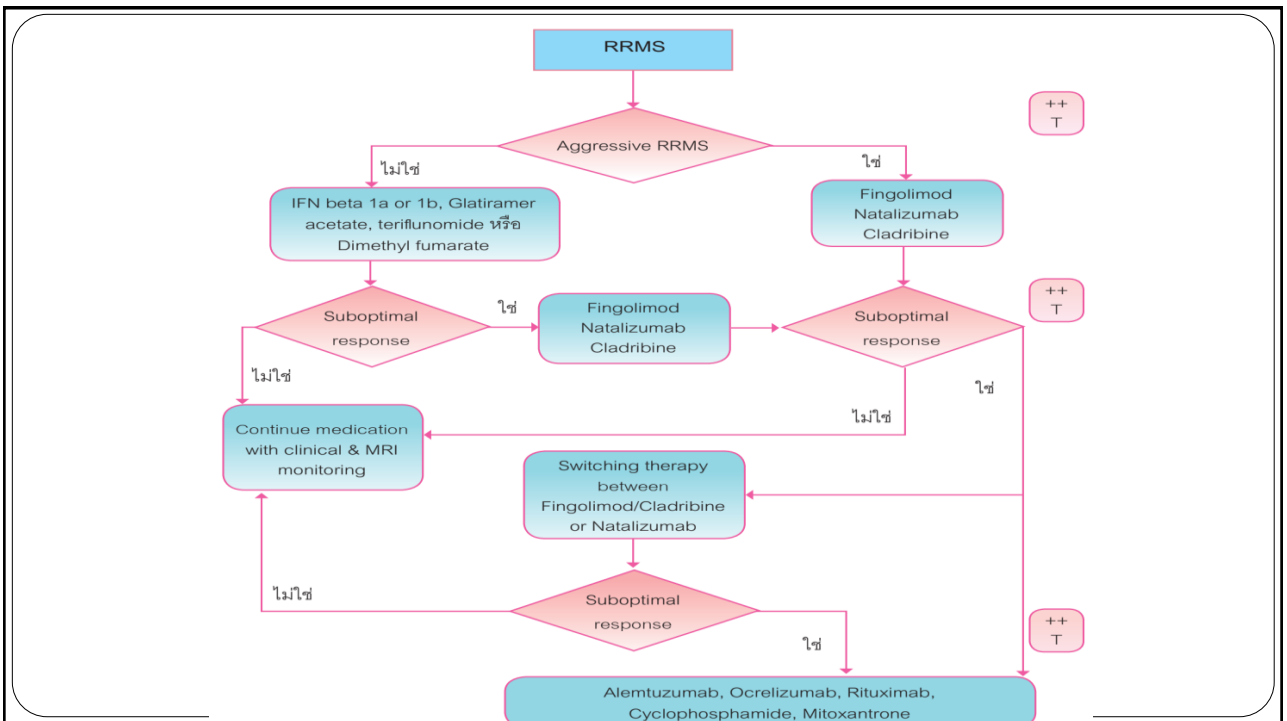 RRMS
++
T
Aggressive RRMS
ไม่ใช่
ใช่
IFN beta 1a or 1b, Glatiramer
acetate, teriflunomide หรือ
Dimethyl fumarate
Fingolimod
Natalizumab
Cladribine
++
T
Suboptimal
response
ใช่
Fingolimod
Natalizumab
Cladribine
Suboptimal
response
ไม่ใช่
ใช่
ไม่ใช่
Continue medication
with clinical & MRI
monitoring
Switching therapy
between
Fingolimod/Cladribine
or Natalizumab
ไม่ใช่
Suboptimal
response
ใช่
++
T
Alemtuzumab, Ocrelizumab, Rituximab,
Cyclophosphamide, Mitoxantrone